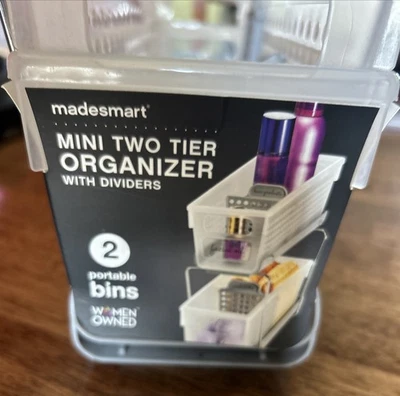 madesmart®
MINI TWO TIER
ORGANIZER
WITH DIVIDERS
2
portable
bins
WOMEN
OWNED